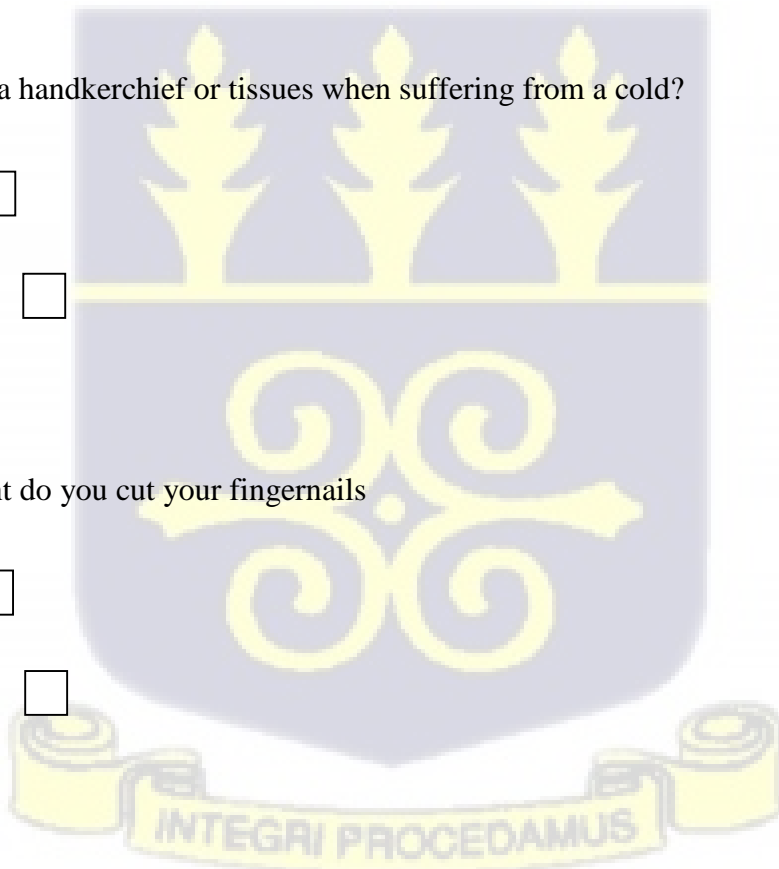 a handkerchief or tissues when suffering from a cold?
do you cut your fingernails
INTEGRI PROCEDAMUS